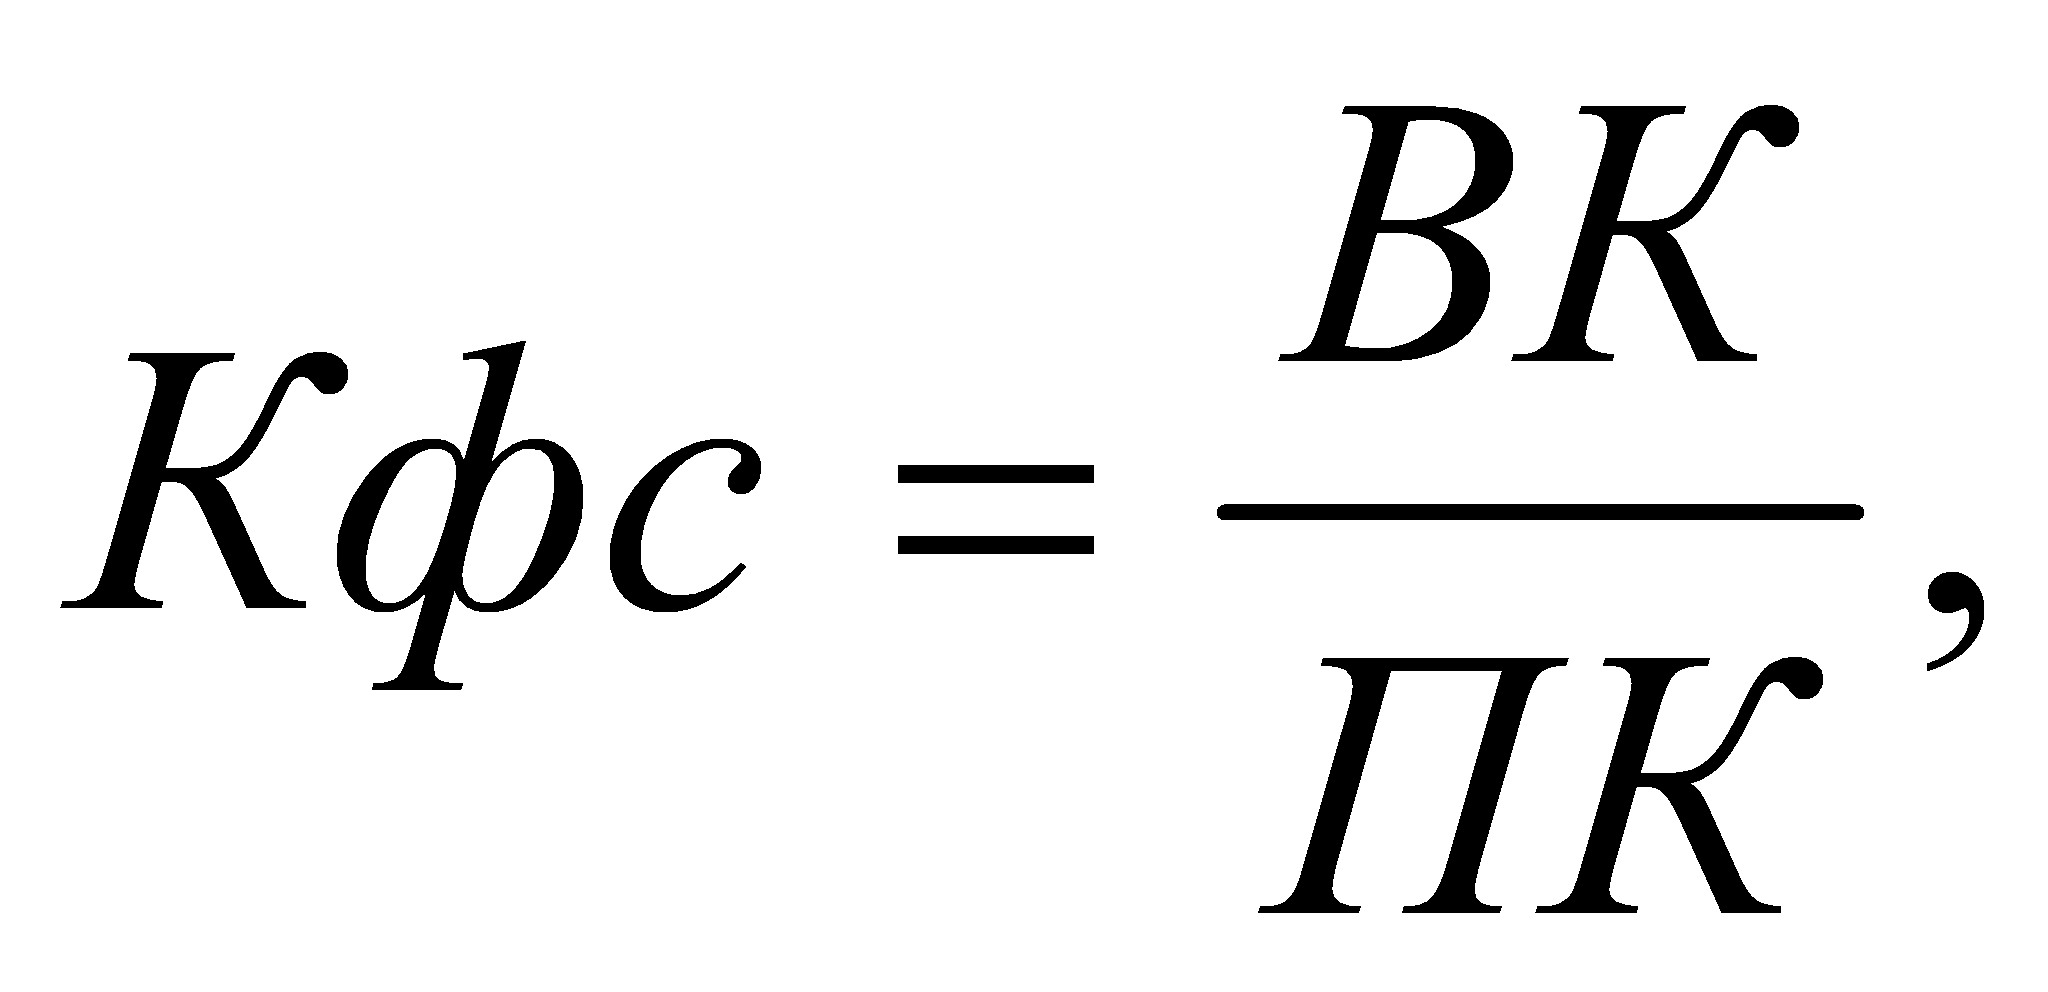 ВК
Кфс = ——,
ПК